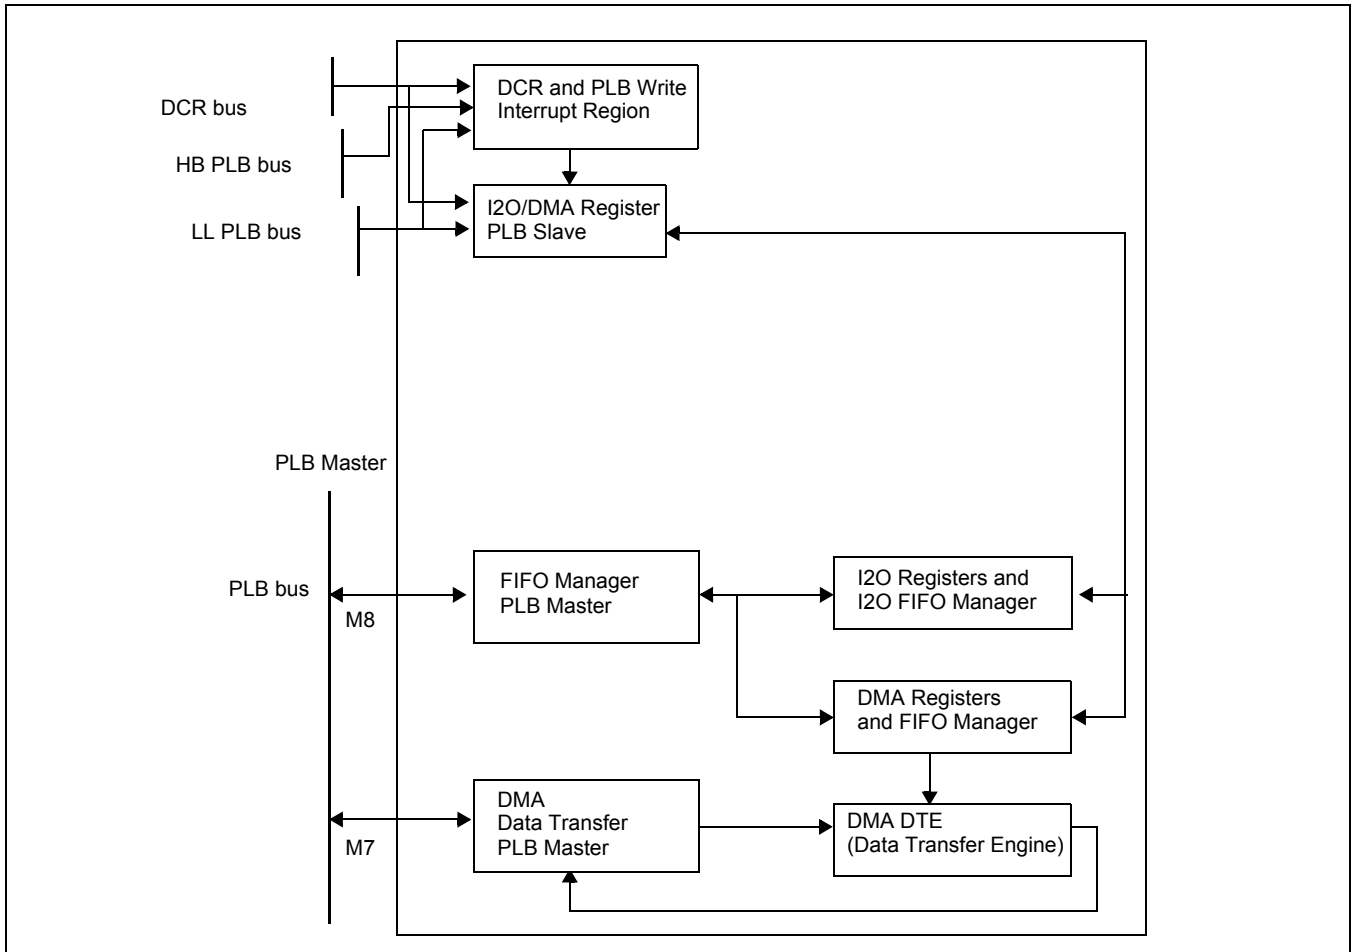 DCR and PLB Write
Interrupt Region
DCR bus
HB PLB bus
I2O/DMA Register
PLB Slave
LL PLB bus
PLB Master
PLB bus
M8
FIFO Manager
PLB Master
I2O Registers and
I2O FIFO Manager
DMA Registers
and FIFO Manager
M7
DMA
Data Transfer
PLB Master
DMA DTE
(Data Transfer Engine)